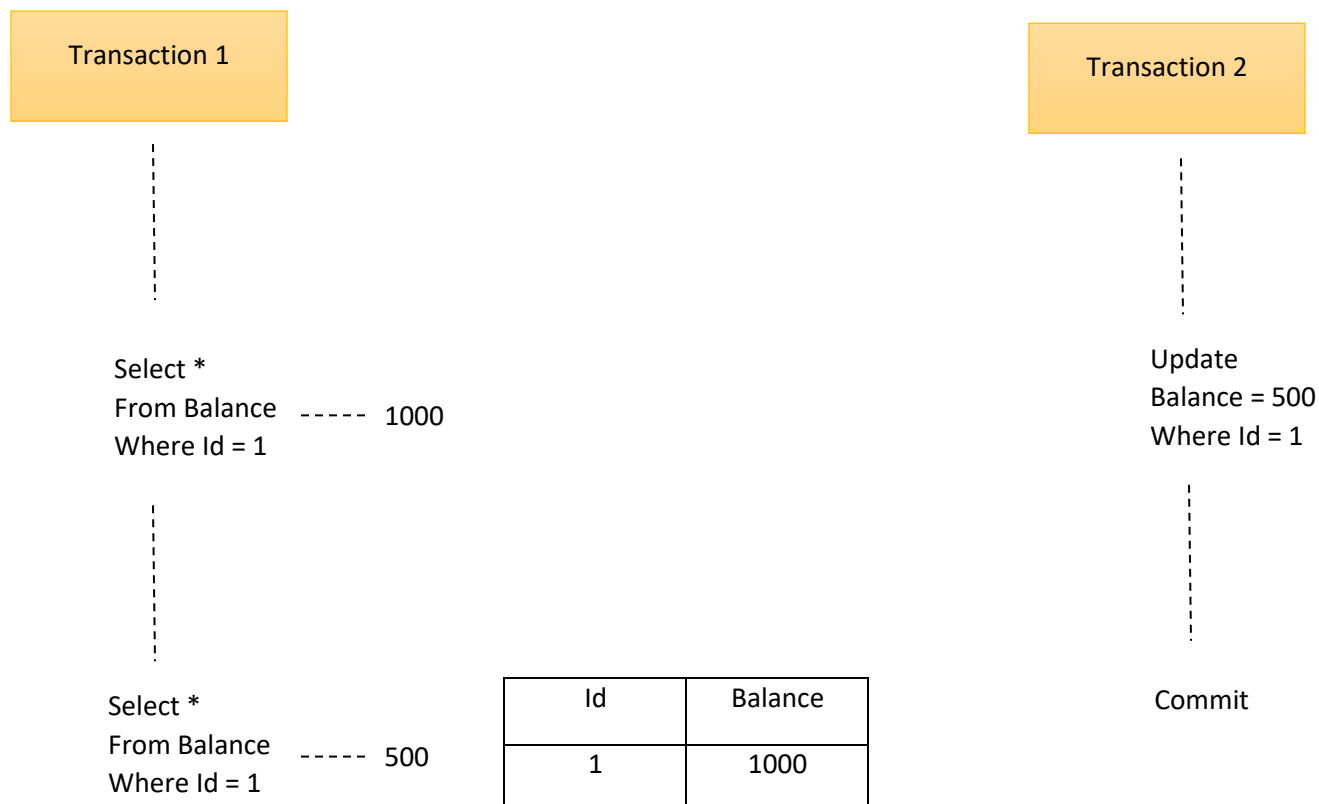 Transaction 1
Transaction 2
Select *
From Balance
Where Id = 1
1000
Update
Balance = 500
Where Id = 1
Select *
From Balance
Where Id = 1
500
Id Balance
1 1000
Commit